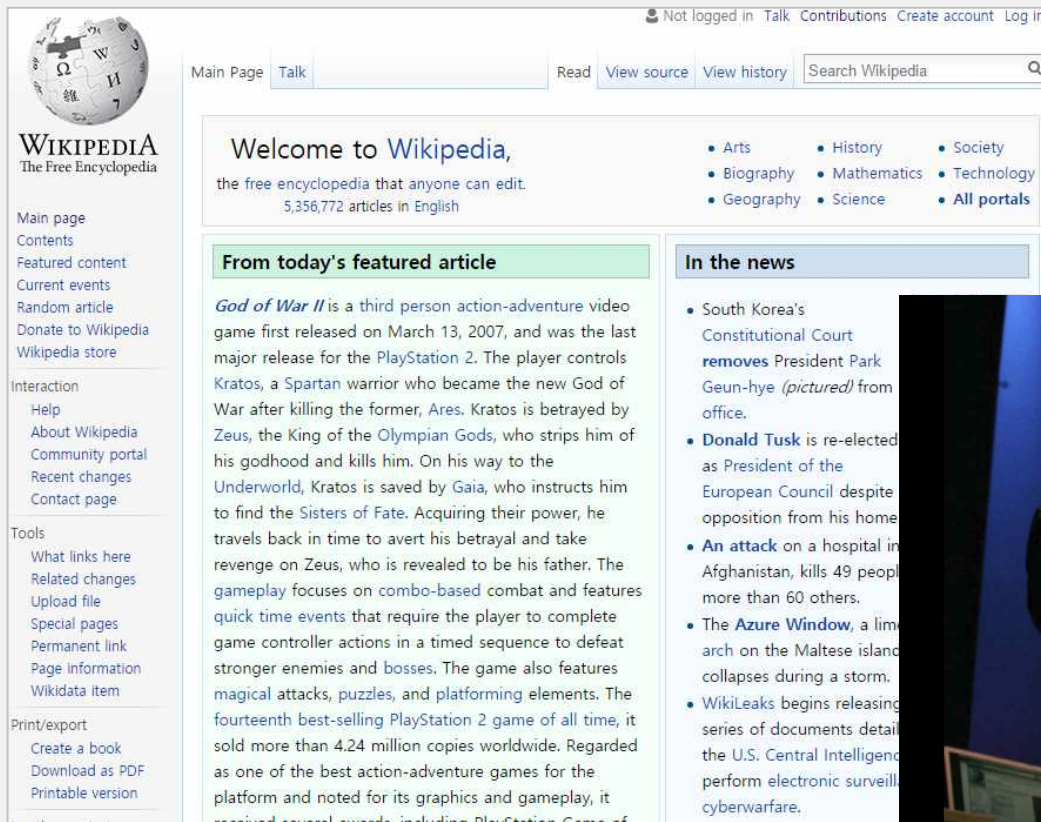 Not logged in Talk Contributions Create account Log in
Main Page Talk Read View source View history Search Wikipedia
WIKIPEDIA
The Free Encyclopedia
Main page
Contents
Featured content
Current events
Random article
Donate to Wikipedia
Wikipedia store
Interaction
Help
About Wikipedia
Community portal
Recent changes
Contact page
Tools
What links here
Related changes
Upload file
Special pages
Permanent link
Page information
Wikidata item
Print/export
Create a book
Download as PDF
Printable version
Welcome to Wikipedia,
the free encyclopedia that anyone can edit.
5,356,772 articles in English
Arts
Biography
Geography
History
Mathematics
Science
Society
Technology
All portals
From today's featured article
God of War II is a third person action-adventure video
game first released on March 13, 2007, and was the last
major release for the PlayStation 2. The player controls
Kratos, a Spartan warrior who became the new God of
War after killing the former, Ares. Kratos is betrayed by
Zeus, the King of the Olympian Gods, who strips him of
his godhood and kills him. On his way to the
Underworld, Kratos is saved by Gaia, who instructs him
to find the Sisters of Fate. Acquiring their power, he
travels back in time to avert his betrayal and take
revenge on Zeus, who is revealed to be his father. The
gameplay focuses on combo-based combat and features
quick time events that require the player to complete
game controller actions in a timed sequence to defeat
stronger enemies and bosses. The game also features
magical attacks, puzzles, and platforming elements. The
fourteenth best-selling PlayStation 2 game of all time, it
sold more than 4.24 million copies worldwide. Regarded
as one of the best action-adventure games for the
platform and noted for its graphics and gameplay, it
In the news
South Korea's
Constitutional Court
removes President Park
Geun-hye (pictured) from
office.
Donald Tusk is re-elected
as President of the
European Council despite
opposition from his home
An attack on a hospital in
Afghanistan, kills 49
more than 60 others.
The Azure Window, a
arch on the Maltese island
collapses during a storm.
WikiLeaks begins releasing
series of documents
the U.S. Central
perform electronic
cyberwarfare.